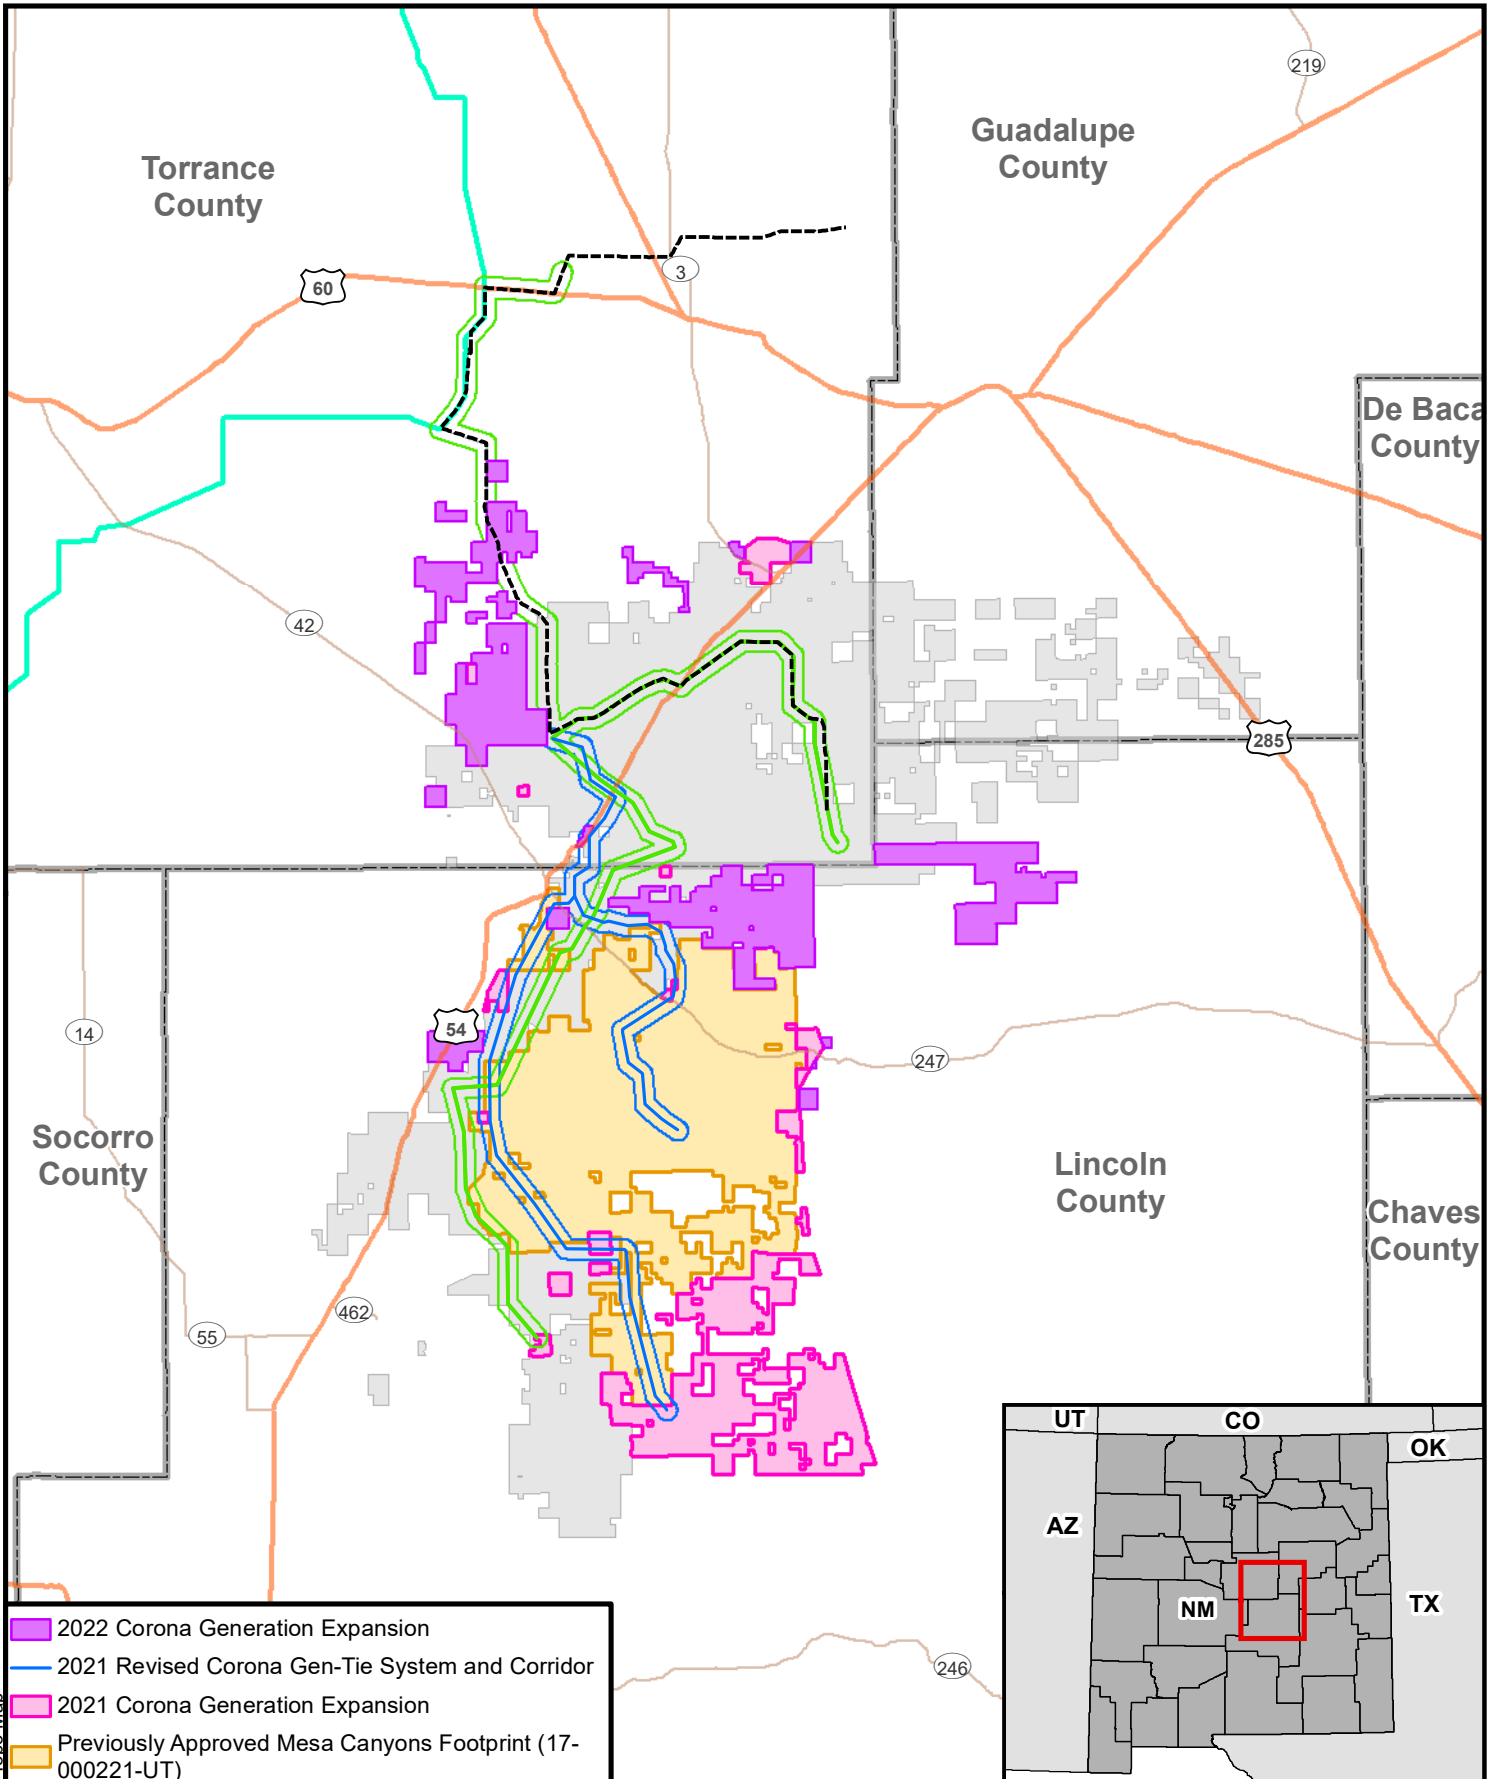 219
Guadalupe
County
Torrance
County
3
60
De Baca
County
42
285
54
14
247
Socorro
County
Lincoln
County
Chaves
County
462
55
246
2022 Corona Generation Expansion
2021 Revised Corona Gen-Tie System and Corridor
2021 Corona Generation Expansion
Previously Approved Mesa Canyons Footprint (17-
000221-UT)
UT
CO
OK
AZ
NM
TX